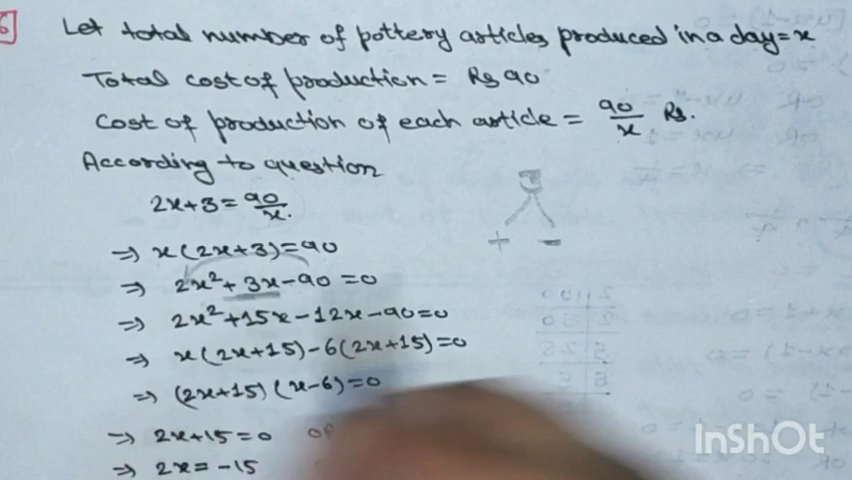 6
Let total number of pottery articles produced in a day = x
Total cost of production = Rs 90
Cost of production of each article = 90/x Rs.
According to question
2x+3 = 90/x.
⇒ x(2x+3) = 90
⇒ 2x²+3x-90 = 0
⇒ 2x²+15x-12x-90=0
⇒ x(2x+15)-6(2x+15)=0
⇒ (2x+15)(x-6)=0
⇒ 2x+15=0 or
⇒ 2x = -15
+ -
InShOt